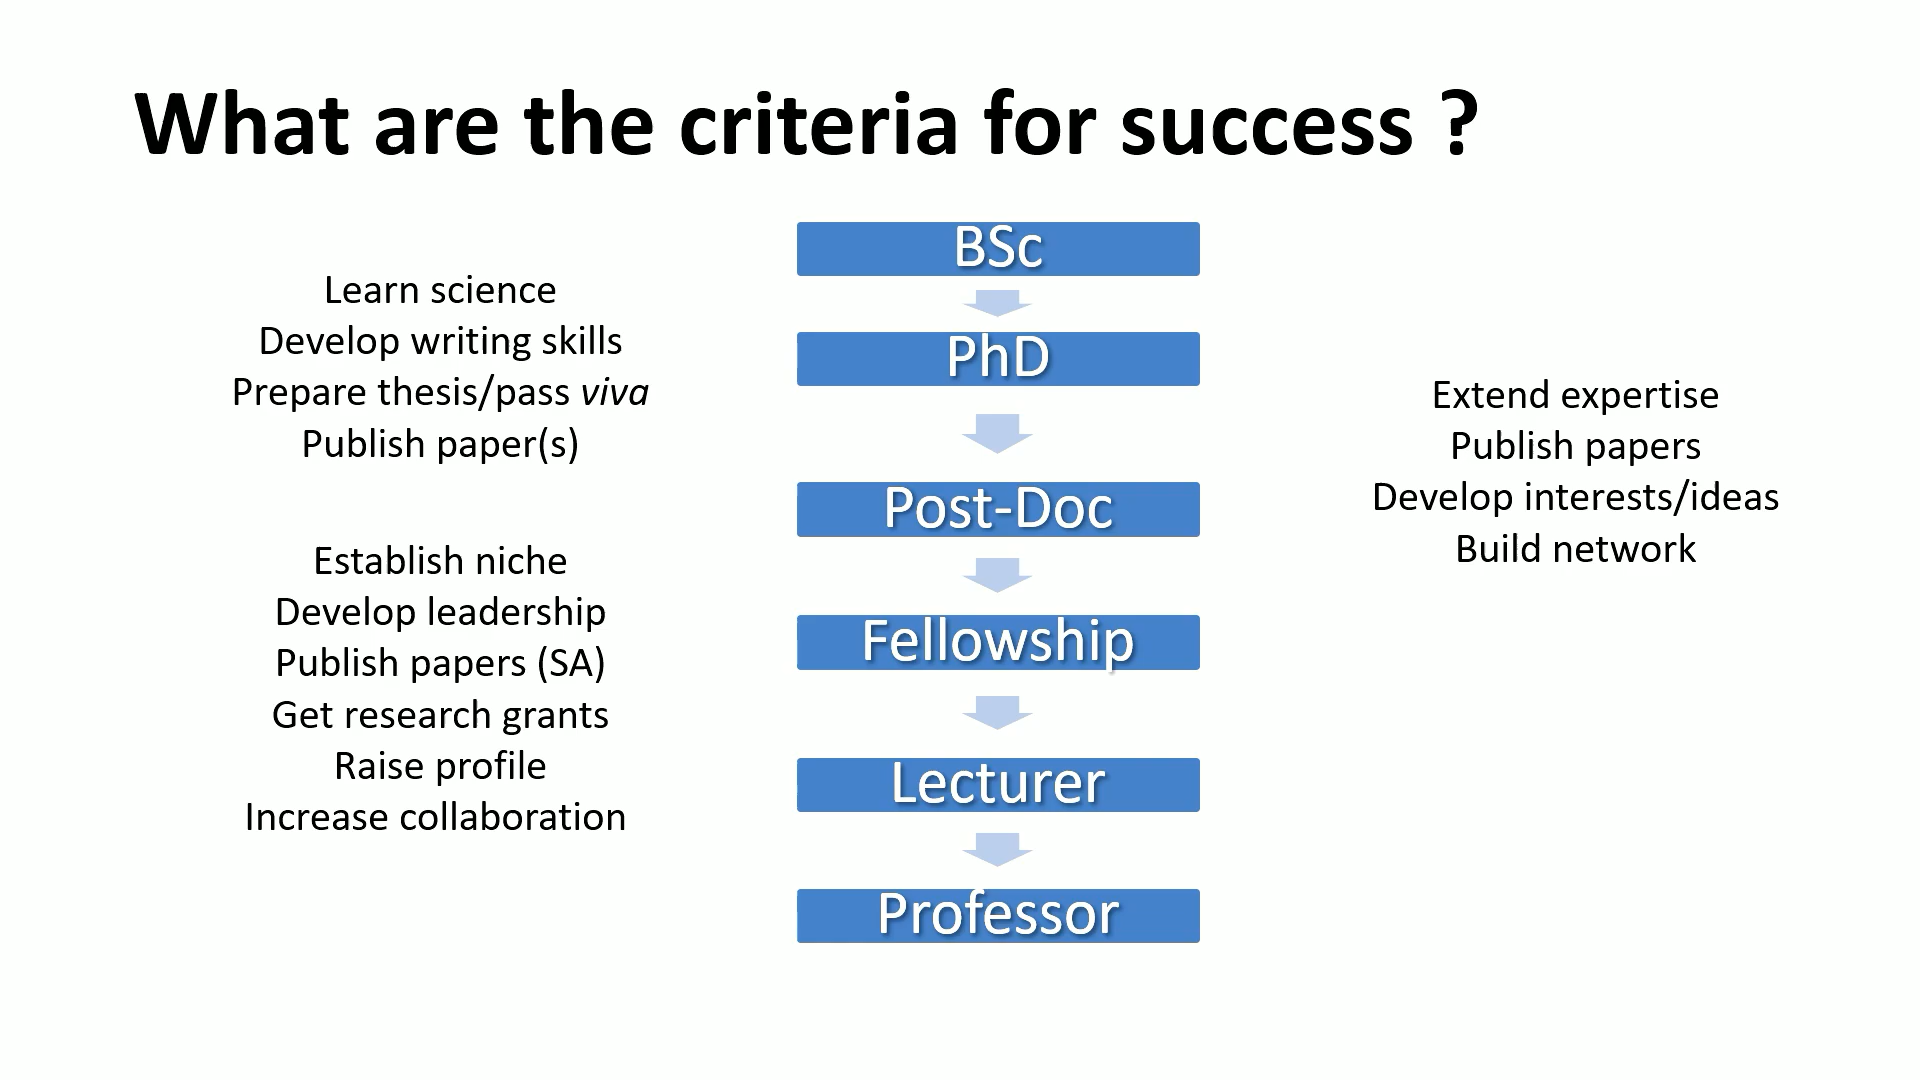 What are the criteria for success ?
BSc
Learn science
Develop writing skills
Prepare thesis/pass viva
Publish paper(s)
PhD
Extend expertise
Publish papers
Develop interests/ideas
Build network
Post-Doc
Establish niche
Develop leadership
Publish papers (SA)
Get research grants
Raise profile
Increase collaboration
Fellowship
Lecturer
Professor